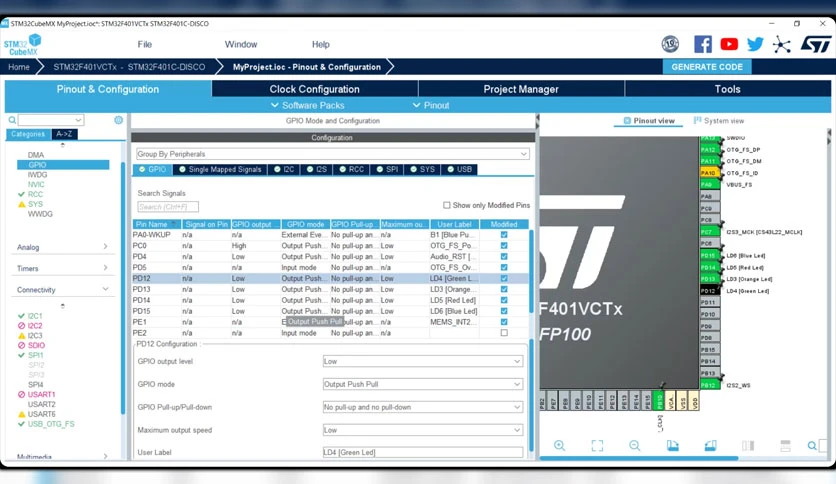 STM32CubeMX MyProject.ioc*: STM32F401VCTx STM32F401C-DISCO
STM32
CubeMX
File
Window
Help
10
ST
Home
STM32F401VCTx - STM32F401C-DISCO
MyProject.ioc - Pinout & Configuration
GENERATE CODE
Pinout & Configuration
Clock Configuration
Project Manager
Tools
Software Packs
Pinout
GPIO Mode and Configuration
Pinout view
System view
Categories
A->Z
Configuration
DMA
GPIO
IWDG
NVIC
RCC
SYS
WWDG
Analog
Timers
Connectivity
I2C1
I2C2
I2C3
SDIO
SPI1
SPI2
SPI3
SPI4
USART1
USART2
USART6
USB_OTG_FS
Multimedia
Group By Peripherals
GPIO
Single Mapped Signals
I2C
I2S
RCC
SPI
SYS
USB
Search Signals
Search (Ctrl+F)
Show only Modified Pins
Pin Name Signal on Pin GPIO output ... GPIO mode GPIO Pull-up... Maximum ou... User Label Modified
PA0-WKUP n/a n/a External Eve... No pull-up an... n/a B1 [Blue Pu...
PC0 n/a High Output Push... No pull-up an... Low OTG_FS_Po...
PD4 n/a Low Output Push... No pull-up an... Low Audio_RST [...
PD5 n/a n/a Input mode No pull-up an... n/a OTG_FS_Ov...
PD12 n/a Low Output Push... No pull-up an... Low LD4 [Green L...
PD13 n/a Low Output Push... No pull-up an... Low LD3 [Orange...
PD14 n/a Low Output Push... No pull-up an... Low LD5 [Red Led]
PD15 n/a Low Output Push... No pull-up an... Low LD6 [Blue Led]
PE1 n/a n/a E Output Push Pull ull-up an... n/a MEMS_INT2...
PE2 n/a n/a Input mode No pull-up an... n/a
PD12 Configuration :
GPIO output level
Low
GPIO mode
Output Push Pull
GPIO Pull-up/Pull-down
No pull-up and no pull-down
Maximum output speed
Low
User Label
LD4 [Green Led]
PA13 SWDIO
PA12 OTG_FS_DP
PA11 OTG_FS_DM
PA10 OTG_FS_ID
PA9 VBUS_FS
PA8
PC9
PC8
PC7 I2S3_MCK [CS43L22_MCLK]
PC6
PD15 LD6 [Blue Led]
PD14 LD5 [Red Led]
PD13 LD3 [Orange Led]
PD12 LD4 [Green Led]
PD11
PD10
PD9
PD8
PB15
PB14
PB13
PB12 I2S2_WS
F401VCTx
FP100
PB2
PE7
PE8
PE9
PE10
PE11
PE12
PE13
PE14
PE15
PB10
VCA
VSS
VDD
_CLK]